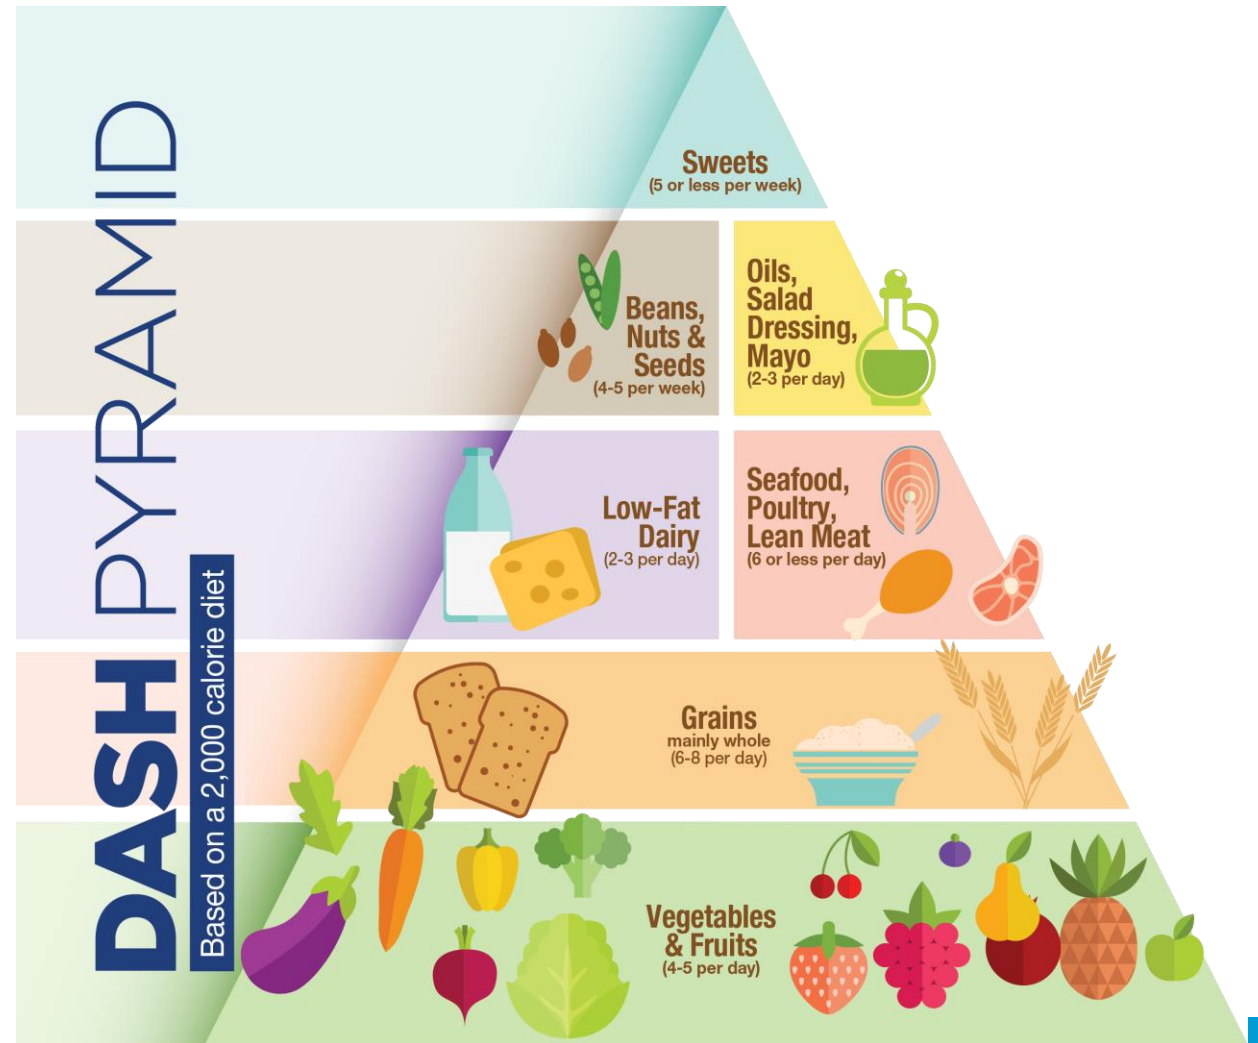 DASH PYRAMID
Based on a 2,000 calorie diet
Sweets
(5 or less per week)
Beans,
Nuts &
Seeds
(4-5 per week)
Oils,
Salad
Dressing,
Mayo
(2-3 per day)
Low-Fat
Dairy
(2-3 per day)
Seafood,
Poultry,
Lean Meat
(6 or less per day)
Grains
mainly whole
(6-8 per day)
Vegetables
& Fruits
(4-5 per day)